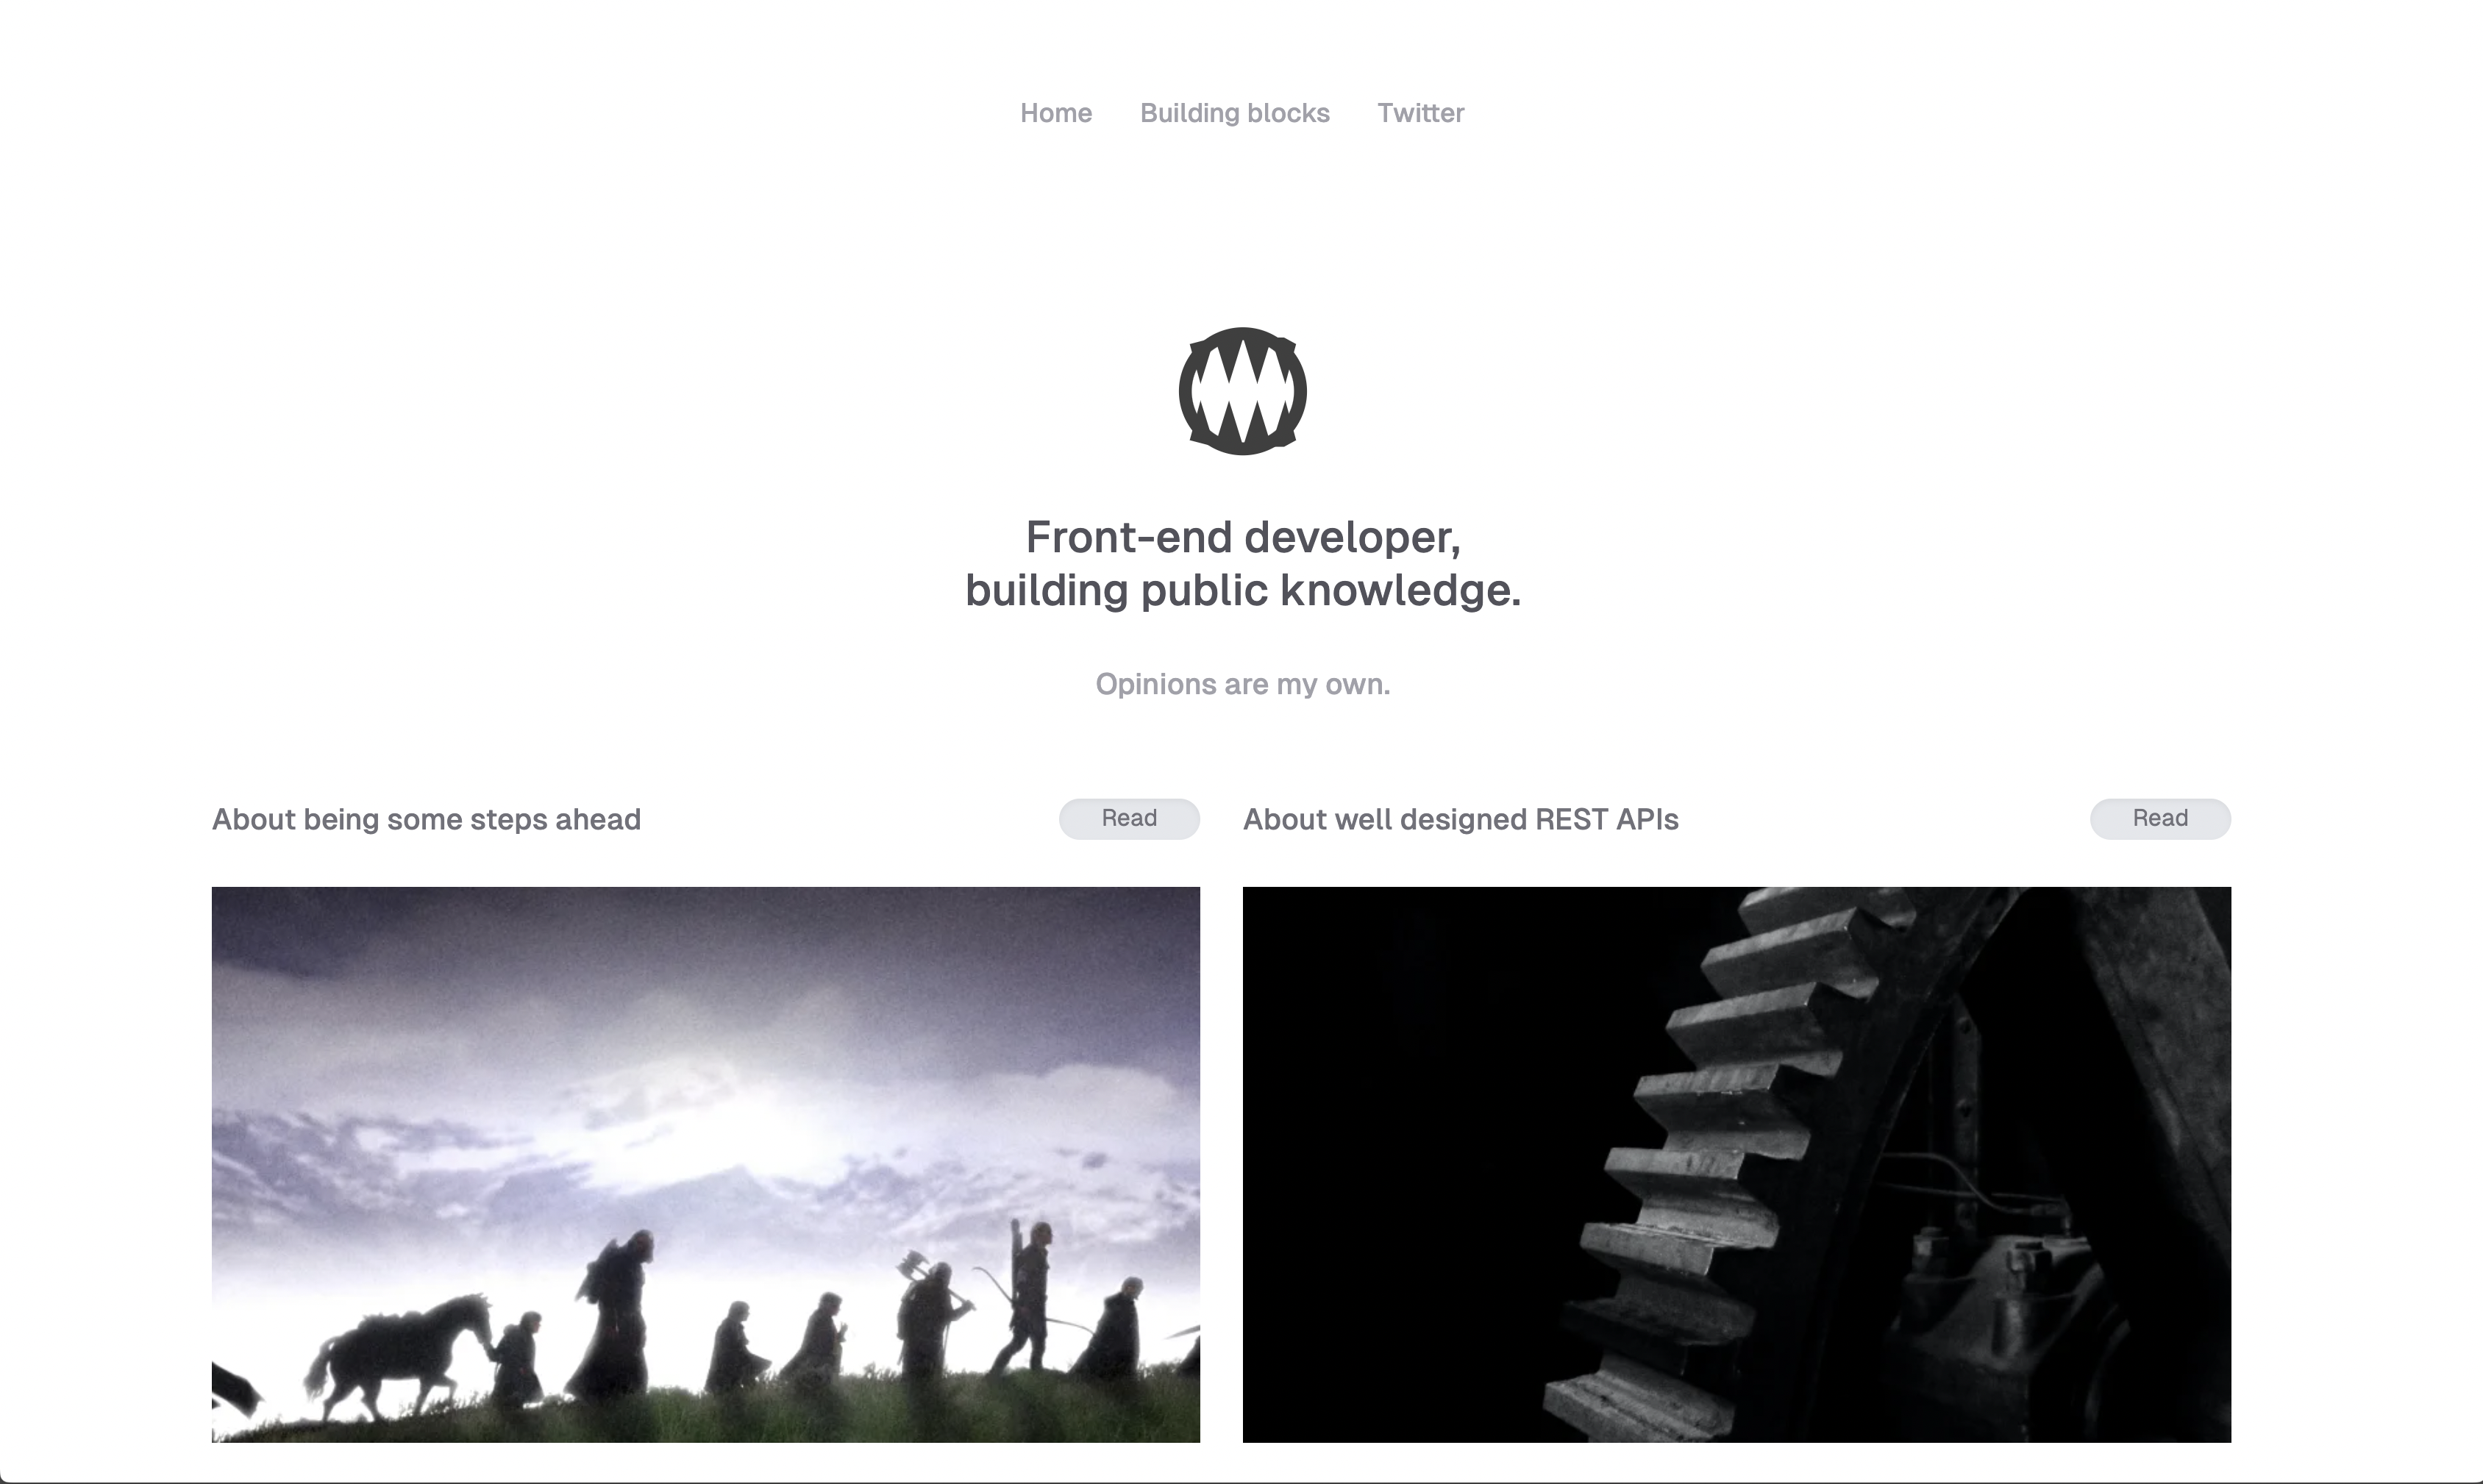 Home Building blocks Twitter
Front-end developer,
building public knowledge.
Opinions are my own.
About being some steps ahead
Read
About well designed REST APIs
Read